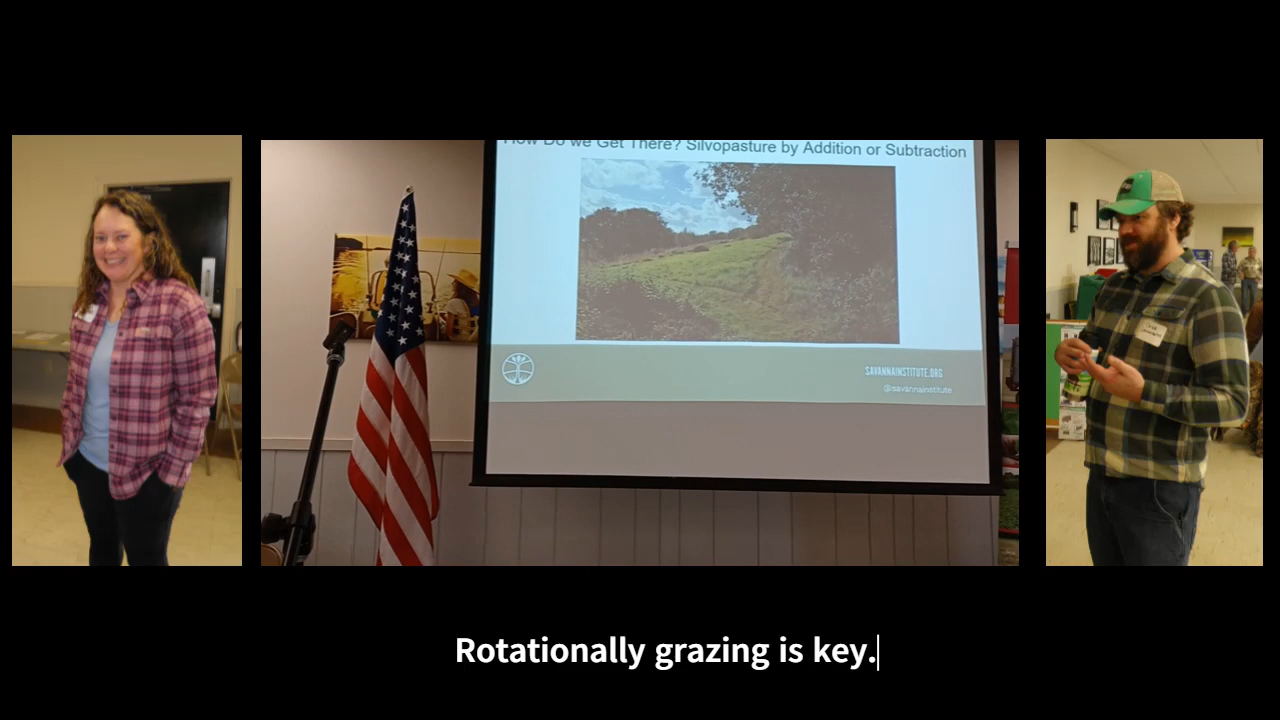 How Do we Get There? Silvopasture by Addition or Subtraction
SAVANNAINSTITUTE.ORG
@savannainstitute
Rotationally grazing is key.